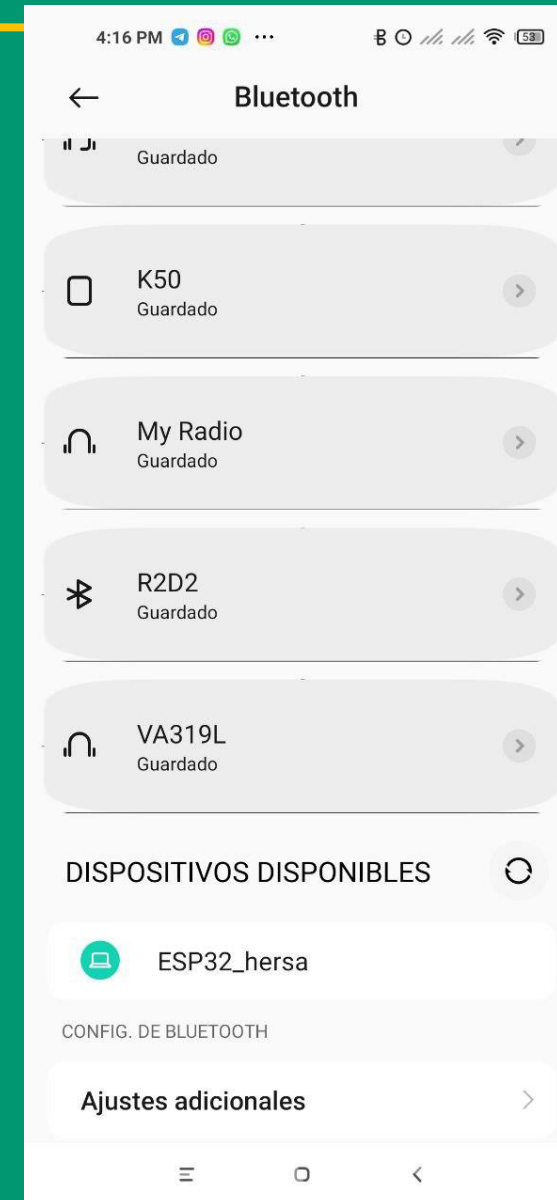 4:16 PM
53
Bluetooth
Guardado
K50
Guardado
My Radio
Guardado
R2D2
Guardado
VA319L
Guardado
DISPOSITIVOS DISPONIBLES
ESP32_hersa
CONFIG. DE BLUETOOTH
Ajustes adicionales